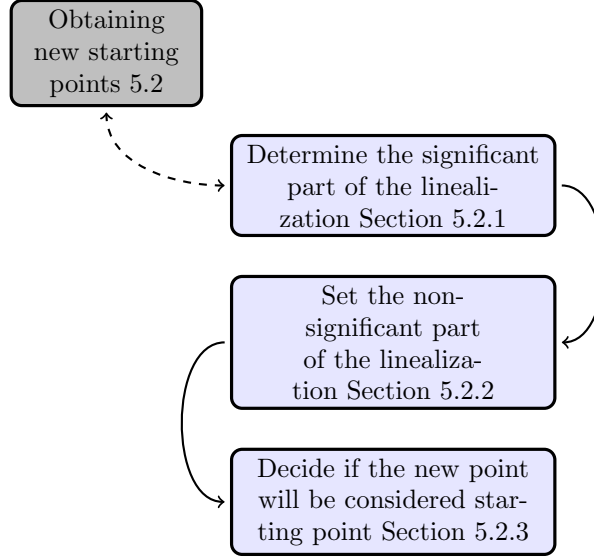 Obtaining
new starting
points 5.2
Determine the significant
part of the lineali-
zation Section 5.2.1
Set the non-
significant part
of the linealiza-
tion Section 5.2.2
Decide if the new point
will be considered star-
ting point Section 5.2.3